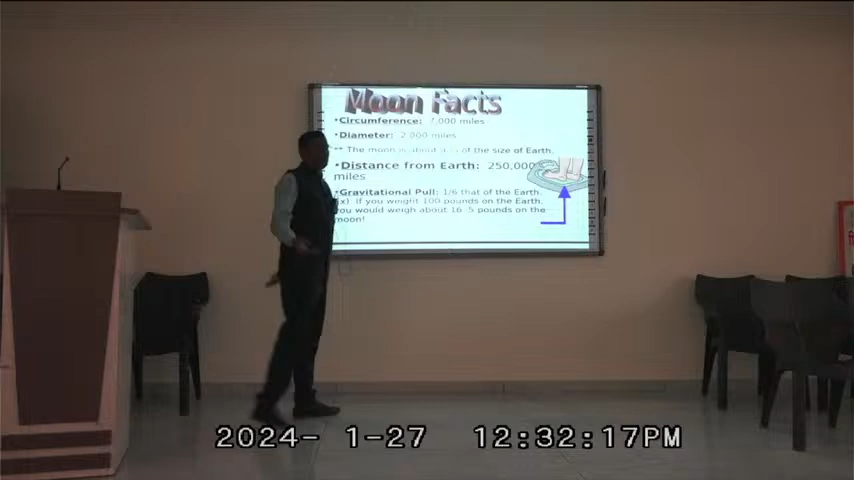 Moon Facts
•Circumference: 7,000 miles
•Diameter: 2,000 miles
** The moon is about a ¼ of the size of Earth.
•Distance from Earth: 250,000
miles
•Gravitational Pull: 1/6 that of the Earth.
Ex) If you weight 100 pounds on the Earth.
you would weigh about 16 .5 pounds on the
moon!
2024- 1-27 12:32:17PM